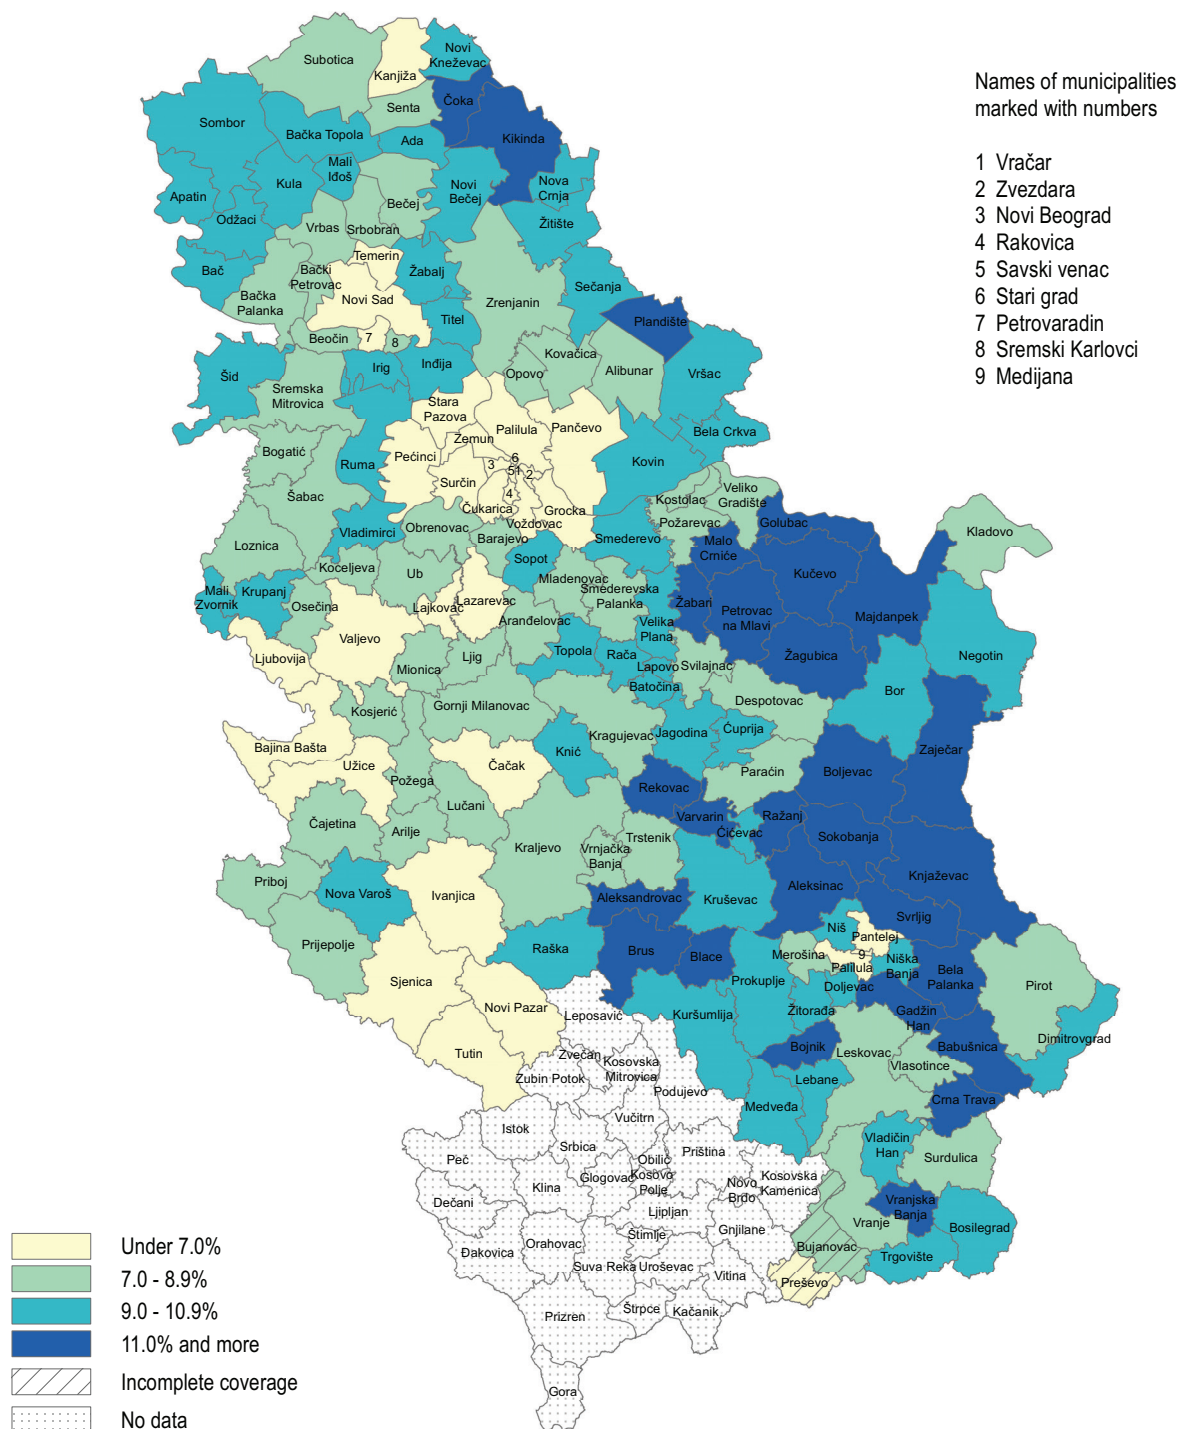 Names of municipalities
marked with numbers
1 Vračar
2 Zvezdara
3 Novi Beograd
4 Rakovica
5 Savski venac
6 Stari grad
7 Petrovaradin
8 Sremski Karlovci
9 Medijana
Subotica
Kanjiža
Novi
Kneževac
Senta
Čoka
Kikinda
Sombor
Bačka Topola
Ada
Mali
Iđoš
Kula
Apatin
Odžaci
Bečej
Novi
Bečej
Nova
Crnja
Žitište
Vrbas
Srbobran
Temerin
Bač
Bački
Petrovac
Bačka
Palanka
Novi Sad
Žabalj
Zrenjanin
Sečanja
Titel
Plandište
Beočin
7
8
Kovačica
Opovo
Alibunar
Vršac
Šid
Irig
Inđija
Sremska
Mitrovica
Stara
Pazova
Palilula
Pančevo
Zemun
Bela Crkva
Bogatić
Ruma
Pećinci
Surčin
6
3
51
2
4
Kovin
Čukarica
Grocka
Voždovac
Šabac
Kostolac
Veliko
Gradište
Požarevac
Golubac
Kladovo
Vladimirci
Obrenovac
Barajevo
Smederevo
Malo
Crniće
Loznica
Koceljeva
Ub
Sopot
Mladenovac
Kučevo
Mali
Zvornik
Krupanj
Osečina
Lajkovac
Lazarevac
Smederevska
Palanka
Žabari
Petrovac
na Mlavi
Majdanpek
Aranđelovac
Velika
Plana
Valjevo
Ljubovija
Mionica
Ljig
Topola
Rača
Lapovo
Svilajnac
Žagubica
Negotin
Batočina
Bor
Kosjerić
Gornji Milanovac
Despotovac
Kragujevac
Jagodina
Ćuprija
Bajina Bašta
Užice
Čačak
Knić
Zaječar
Požega
Paraćin
Boljevac
Rekovac
Lučani
Varvarin
Ražanj
Čajetina
Arilje
Trstenik
Ćićevac
Sokobanja
Kraljevo
Vrnjačka
Banja
Priboj
Nova Varoš
Ivanjica
Aleksandrovac
Kruševac
Aleksinac
Knjaževac
Svrljig
Prijepolje
Raška
Brus
Blace
Niš
Pantelej
Merošina
9
Palilula
Niška
Banja
Sjenica
Prokuplje
Doljevac
Bela
Palanka
Pirot
Novi Pazar
Leposavić
Kuršumlija
Žitorađa
Gadžin
Han
Dimitrovgrad
Tutin
Zvečan
Kosovska
Mitrovica
Zubin Potok
Bojnik
Leskovac
Babušnica
Vlasotince
Podujevo
Lebane
Medveđa
Crna Trava
Istok
Vučitrn
Srbica
Vladičin
Han
Peč
Obilić
Priština
Surdulica
Klina
Glogovac
Kosovo
Polje
Kosovska
Kamenica
Novo
Brdo
Dečani
Ljipljan
Vranjska
Banja
Gnjilane
Vranje
Bosilegrad
Đakovica
Orahovac
Štimlje
Bujanovac
Trgovište
Suva Reka
Uroševac
Vitina
Preševo
Prizren
Štrpce
Kačanik
Gora
Under 7.0%
7.0 - 8.9%
9.0 - 10.9%
11.0% and more
Incomplete coverage
No data